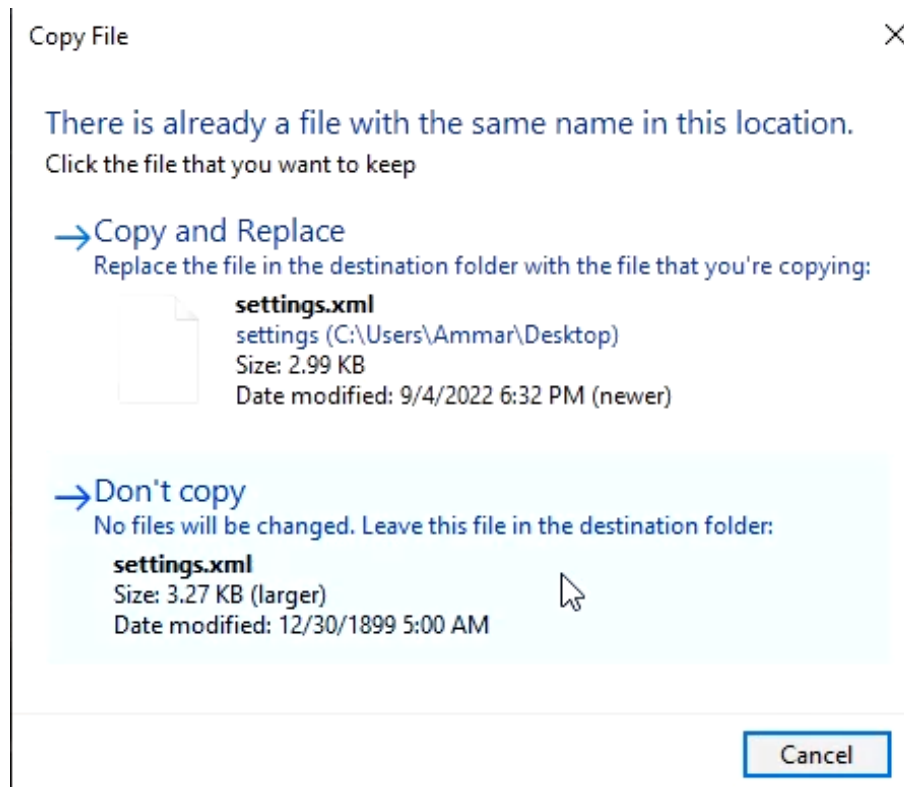 Copy File
There is already a file with the same name in this location.
Click the file that you want to keep
Copy and Replace
Replace the file in the destination folder with the file that you're copying:
settings.xml
settings (C:\Users\Ammar\Desktop)
Size: 2.99 KB
Date modified: 9/4/2022 6:32 PM (newer)
Don't copy
No files will be changed. Leave this file in the destination folder:
settings.xml
Size: 3.27 KB (larger)
Date modified: 12/30/1899 5:00 AM
Cancel